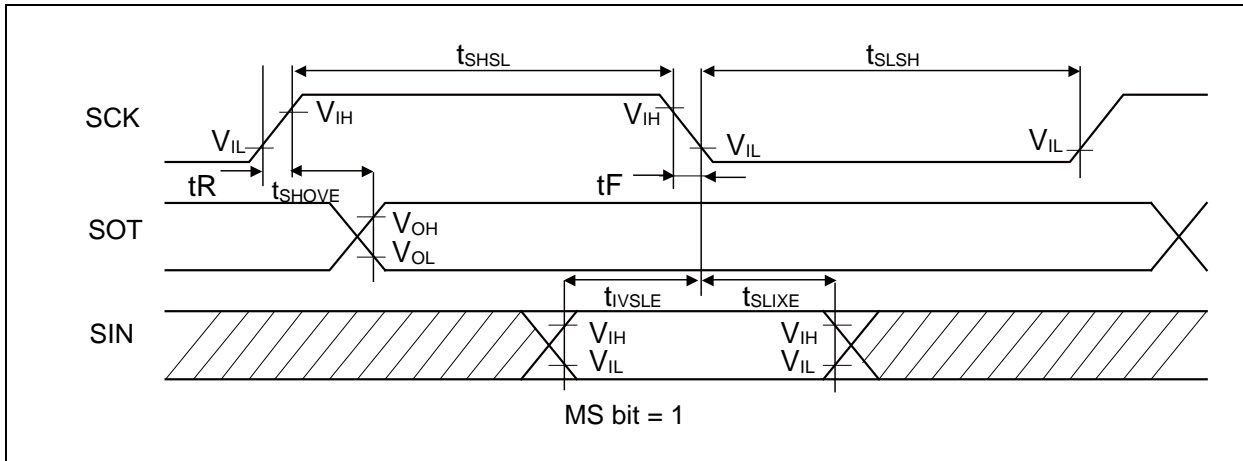 tSHSL
tSLSH
SCK
VIH
VIH
VIL
VIL
VIL
tR
tSHOVE
tF
SOT
VOH
VOL
tIVSLE
tSLIXE
SIN
VIH
VIH
VIL
VIL
MS bit = 1